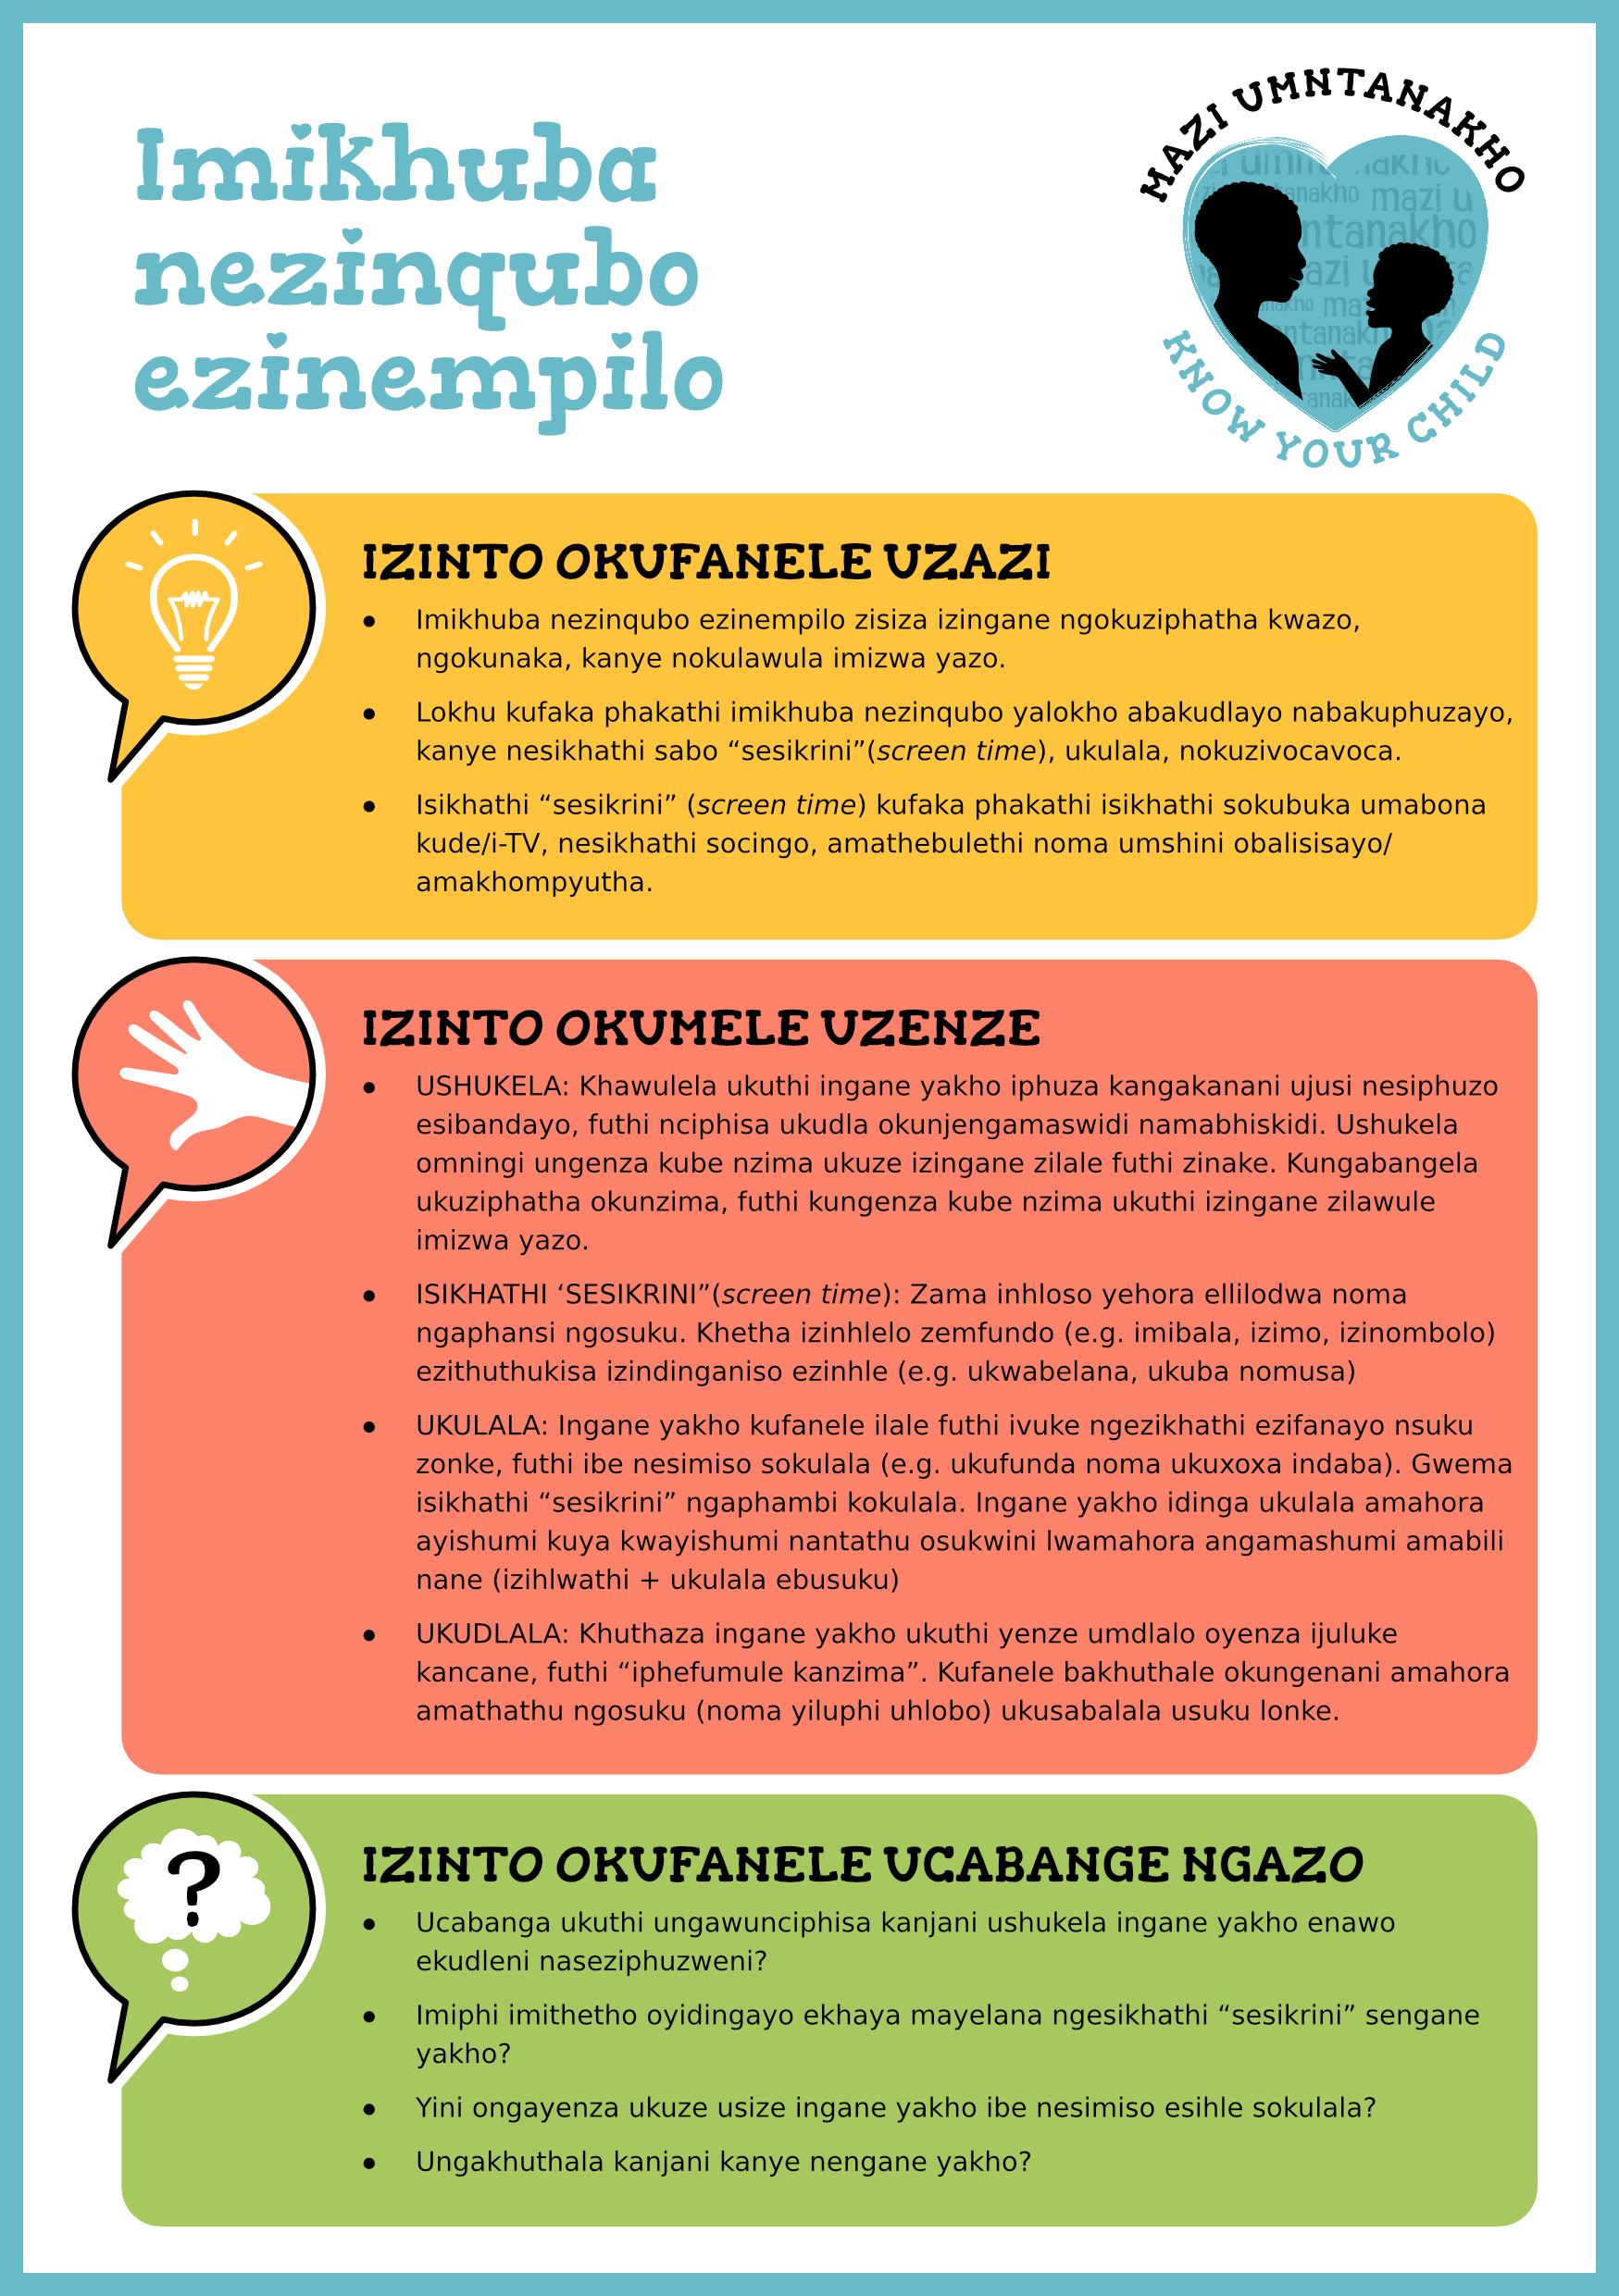 Imikhuba
nezinqubo
ezinempilo
MAZI UMNTANAKHO
KNOW YOUR CHILD
IZINTO OKUFANELE UZAZI
• Imikhuba nezinqubo ezinempilo zisiza izingane ngokuziphatha kwazo,
ngokunaka, kanye nokulawula imizwa yazo.
• Lokhu kufaka phakathi imikhuba nezinqubo yalokho abakudlayo nabakuphuzayo,
kanye nesikhathi sabo “sesikrini”(screen time), ukulala, nokuzivocavoca.
• Isikhathi “sesikrini” (screen time) kufaka phakathi isikhathi sokubuka umabona
kude/i-TV, nesikhathi socingo, amathebulethi noma umshini obalisisayo/
amakhompyutha.
IZINTO OKUMELE UZENZE
• USHUKELA: Khawulela ukuthi ingane yakho iphuza kangakanani ujusi nesiphuzo
esibandayo, futhi nciphisa ukudla okunjengamaswidi namabhiskidi. Ushukela
omningi ungenza kube nzima ukuze izingane zilale futhi zinake. Kungabangela
ukuziphatha okunzima, futhi kungenza kube nzima ukuthi izingane zilawule
imizwa yazo.
• ISIKHATHI ‘SESIKRINI”(screen time): Zama inhloso yehora ellilodwa noma
ngaphansi ngosuku. Khetha izinhlelo zemfundo (e.g. imibala, izimo, izinombolo)
ezithuthukisa izindinganiso ezinhle (e.g. ukwabelana, ukuba nomusa)
• UKULALA: Ingane yakho kufanele ilale futhi ivuke ngezikhathi ezifanayo nsuku
zonke, futhi ibe nesimiso sokulala (e.g. ukufunda noma ukuxoxa indaba). Gwema
isikhathi “sesikrini” ngaphambi kokulala. Ingane yakho idinga ukulala amahora
ayishumi kuya kwayishumi nantathu osukwini lwamahora angamashumi amabili
nane (izihlwathi + ukulala ebusuku)
• UKUDLALA: Khuthaza ingane yakho ukuthi yenze umdlalo oyenza ijuluke
kancane, futhi “iphefumule kanzima”. Kufanele bakhuthale okungenani amahora
amathathu ngosuku (noma yiluphi uhlobo) ukusabalala usuku lonke.
?
IZINTO OKUFANELE UCABANGE NGAZO
• Ucabanga ukuthi ungawunciphisa kanjani ushukela ingane yakho enawo
ekudleni naseziphuzweni?
• Imiphi imithetho oyidingayo ekhaya mayelana ngesikhathi “sesikrini” sengane
yakho?
• Yini ongayenza ukuze usize ingane yakho ibe nesimiso esihle sokulala?
• Ungakhuthala kanjani kanye nengane yakho?